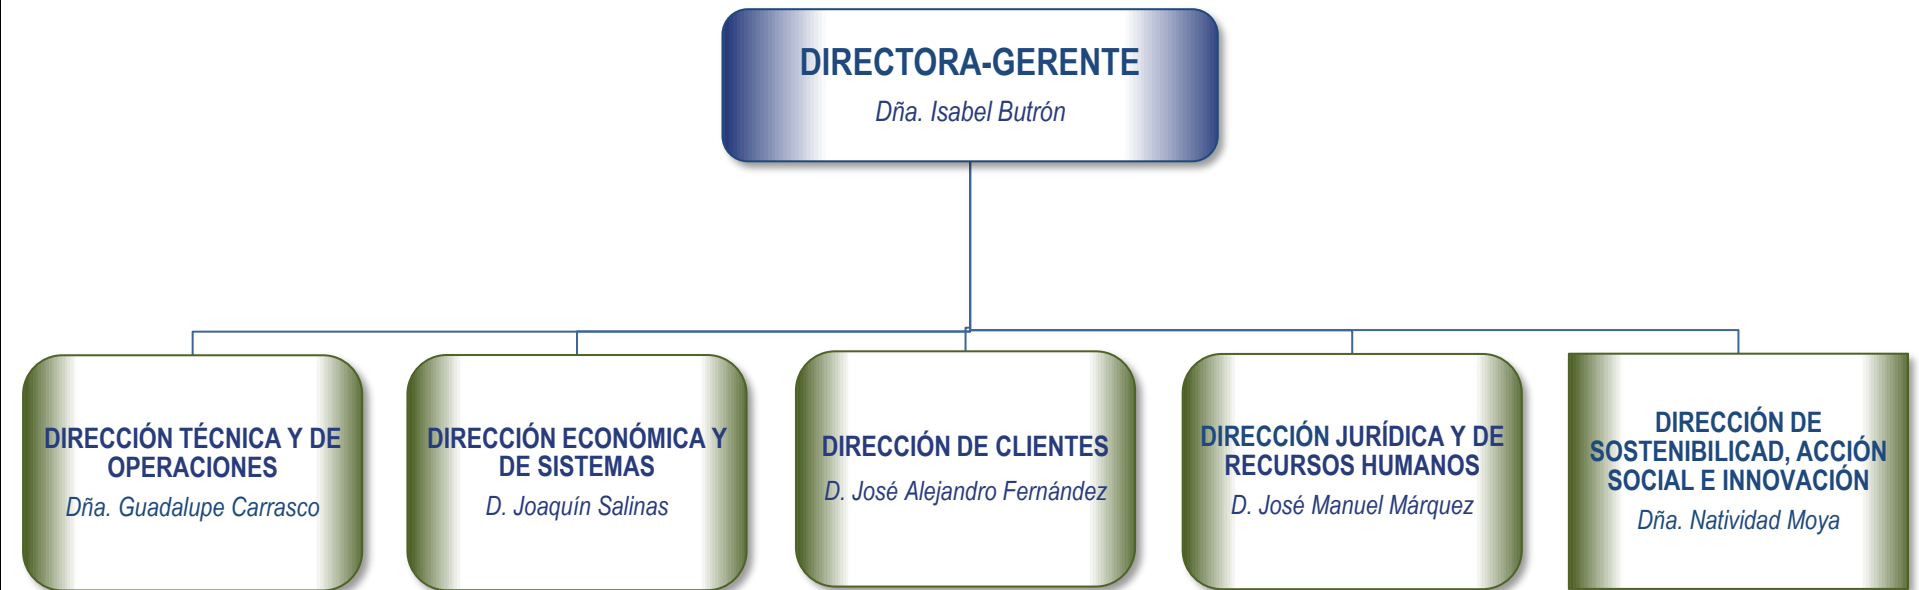 DIRECTORA-GERENTE
Dña. Isabel Butrón
DIRECCIÓN TÉCNICA Y DE
OPERACIONES
Dña. Guadalupe Carrasco
DIRECCIÓN ECONÓMICA Y
DE SISTEMAS
D. Joaquín Salinas
DIRECCIÓN DE CLIENTES
D. José Alejandro Fernández
DIRECCIÓN JURÍDICA Y DE
RECURSOS HUMANOS
D. José Manuel Márquez
DIRECCIÓN DE
SOSTENIBILICAD, ACCIÓN
SOCIAL E INNOVACIÓN
Dña. Natividad Moya